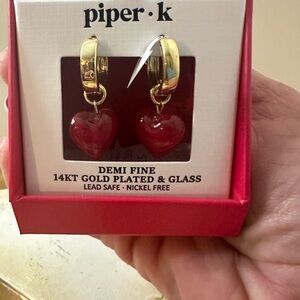 piper·k
DEMI FINE
14KT GOLD PLATED & GLASS
LEAD SAFE · NICKEL FREE